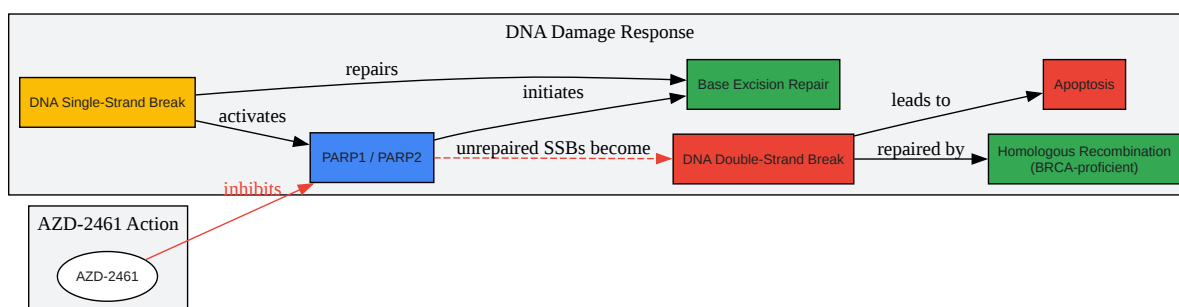 DNA Damage Response
repairs
DNA Single-Strand Break
activates
initiates
Base Excision Repair
PARP1 / PARP2
unrepaired SSBs become
DNA Double-Strand Break
leads to
Apoptosis
repaired by
Homologous Recombination
(BRCA-proficient)
inhibits
AZD-2461 Action
AZD-2461